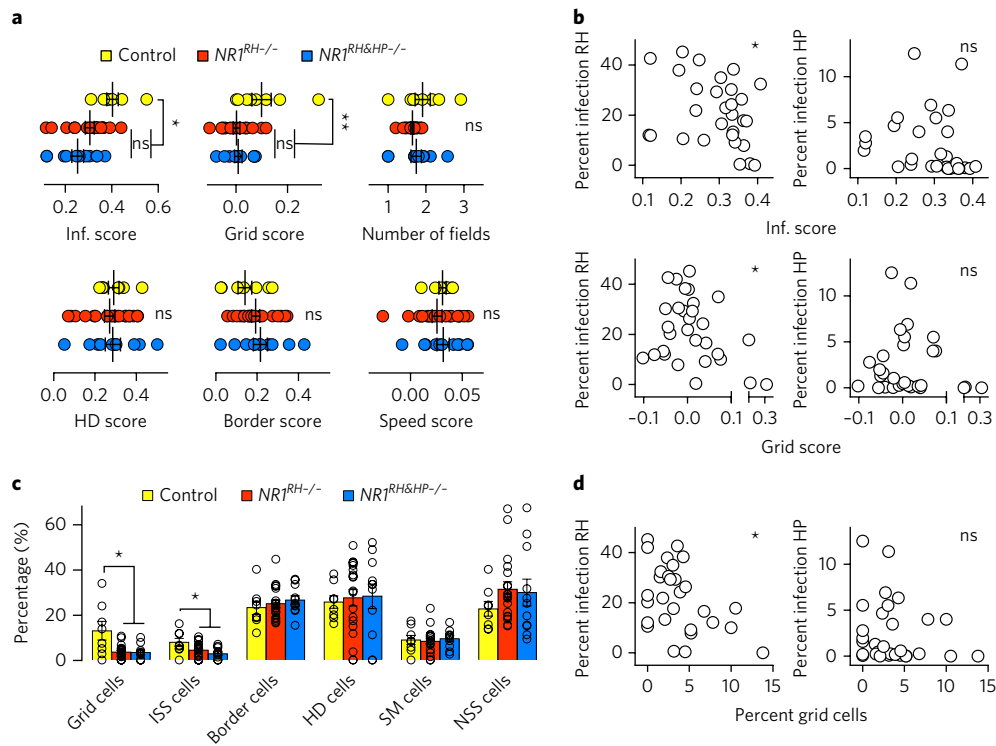 a
Control NR1^RH−/− NR1^RH&HP−/−
* ns
** ns
ns
0.2 0.4 0.6
0.0 0.2
1 2 3
Inf. score
Grid score
Number of fields
ns
ns
ns
0.0 0.2 0.4
0.0 0.2 0.4
0.00 0.05
HD score
Border score
Speed score
b
Percent infection RH
40
20
0
*
0.1 0.2 0.3 0.4
Percent infection HP
10
5
0
ns
0.1 0.2 0.3 0.4
Inf. score
Percent infection RH
40
20
0
*
−0.1 0.0 0.1 0.3
Percent infection HP
10
5
0
ns
−0.1 0.0 0.1 0.3
Grid score
c
Control NR1^RH−/− NR1^RH&HP−/−
Percentage (%)
60
40
20
0
*
*
Grid cells
ISS cells
Border cells
HD cells
SM cells
NSS cells
d
Percent infection RH
40
20
0
*
0 5 10 15
Percent infection HP
10
5
0
ns
0 5 10 15
Percent grid cells